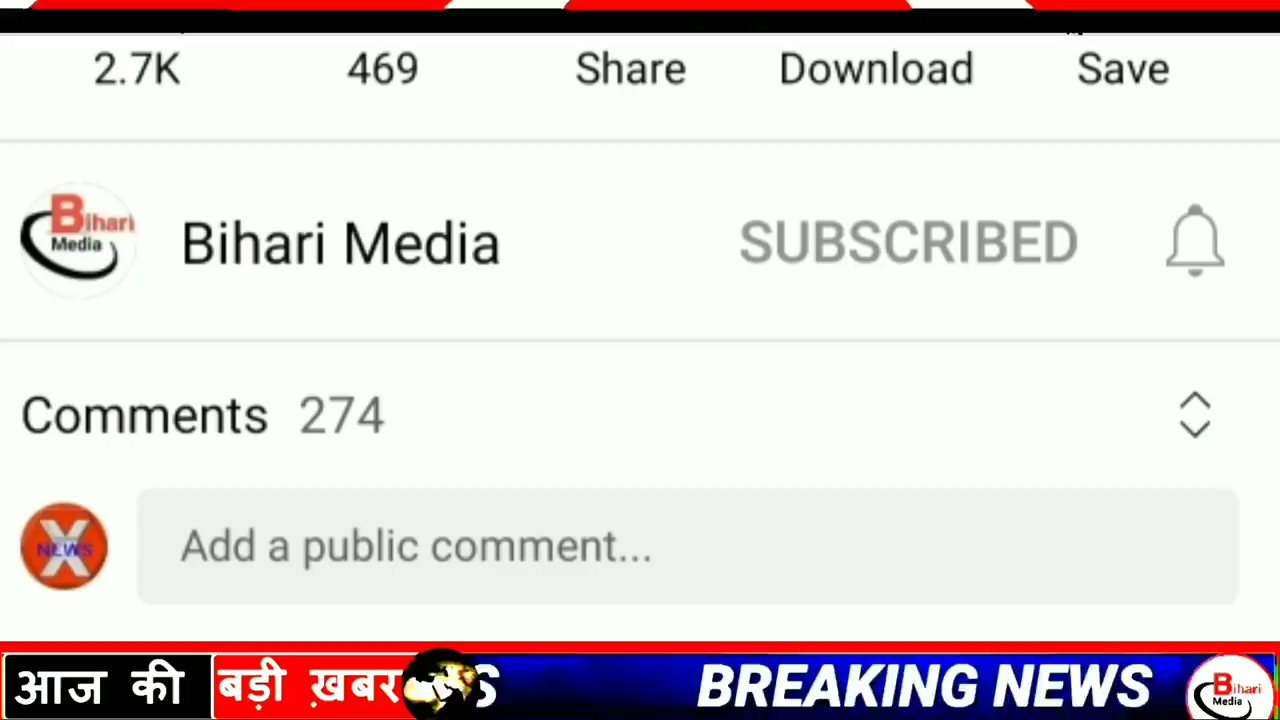 2.7K 469 Share Download Save
Bihari Media
Bihari Media SUBSCRIBED
Comments 274
X NEWS
Add a public comment...
आज की बड़ी ख़बर S BREAKING NEWS
Bihari Media